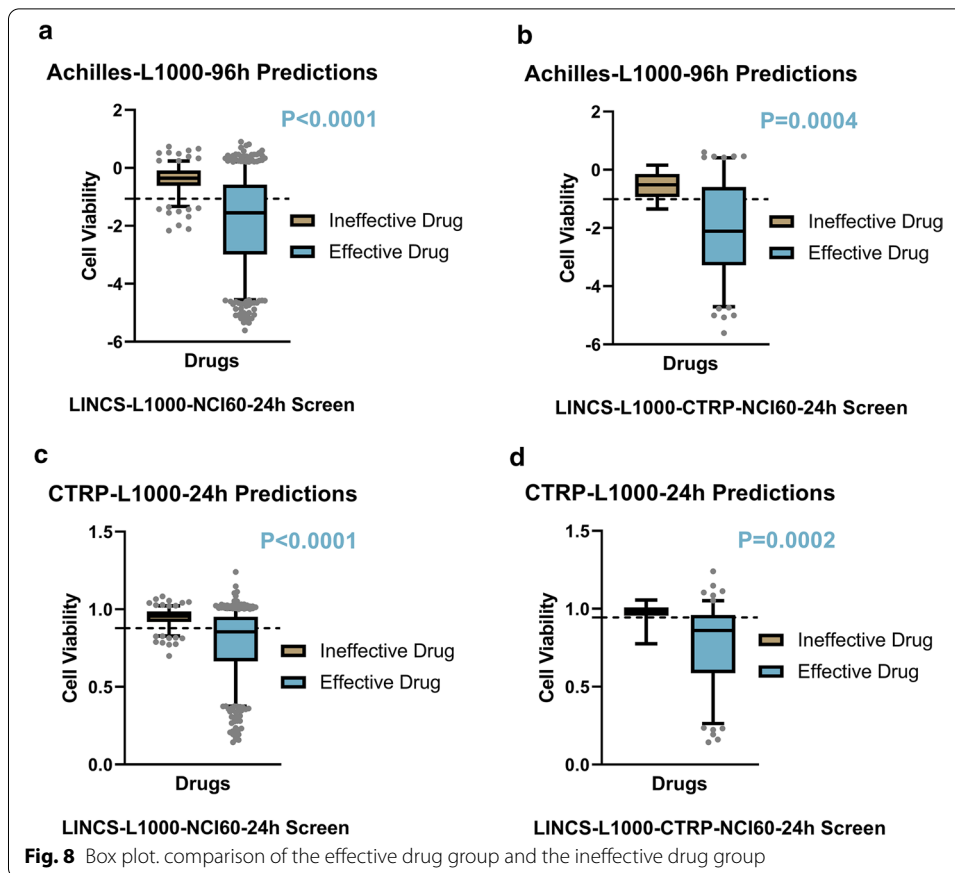 a
Achilles-L1000-96h Predictions
P<0.0001
2
0
-2
-4
-6
Cell Viability
Ineffective Drug
Effective Drug
Drugs
LINCS-L1000-NCI60-24h Screen
b
Achilles-L1000-96h Predictions
P=0.0004
2
0
-2
-4
-6
Cell Viability
Ineffective Drug
Effective Drug
Drugs
LINCS-L1000-CTRP-NCI60-24h Screen
c
CTRP-L1000-24h Predictions
P<0.0001
1.5
1.0
0.5
0.0
Cell Viability
Ineffective Drug
Effective Drug
Drugs
LINCS-L1000-NCI60-24h Screen
d
CTRP-L1000-24h Predictions
P=0.0002
1.5
1.0
0.5
0.0
Cell Viability
Ineffective Drug
Effective Drug
Drugs
LINCS-L1000-CTRP-NCI60-24h Screen
Fig. 8 Box plot. comparison of the effective drug group and the ineffective drug group